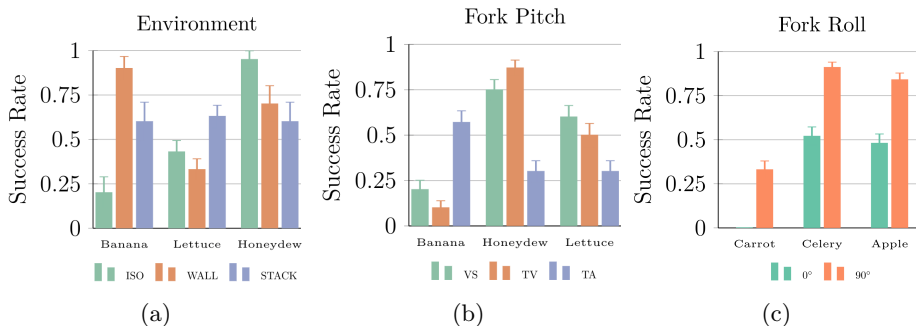 Environment
Success Rate
1
0.75
0.5
0.25
0
Banana Lettuce Honeydew
ISO WALL STACK
(a)
Fork Pitch
Success Rate
1
0.75
0.5
0.25
0
Banana Honeydew Lettuce
VS TV TA
(b)
Fork Roll
Success Rate
1
0.75
0.5
0.25
0
Carrot Celery Apple
0° 90°
(c)